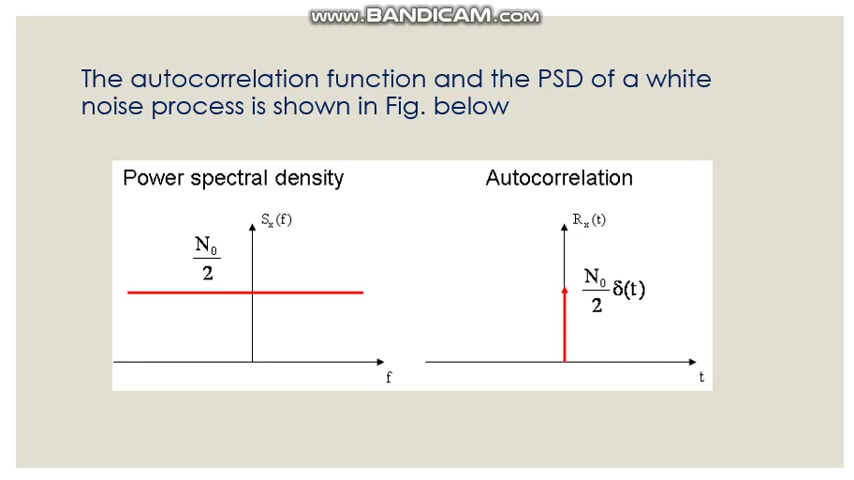 www.BANDICAM.com
The autocorrelation function and the PSD of a white
noise process is shown in Fig. below
Power spectral density
Autocorrelation
Sₓ(f)
Rₓ(t)
N₀
2
N₀
2 δ(t)
f
t